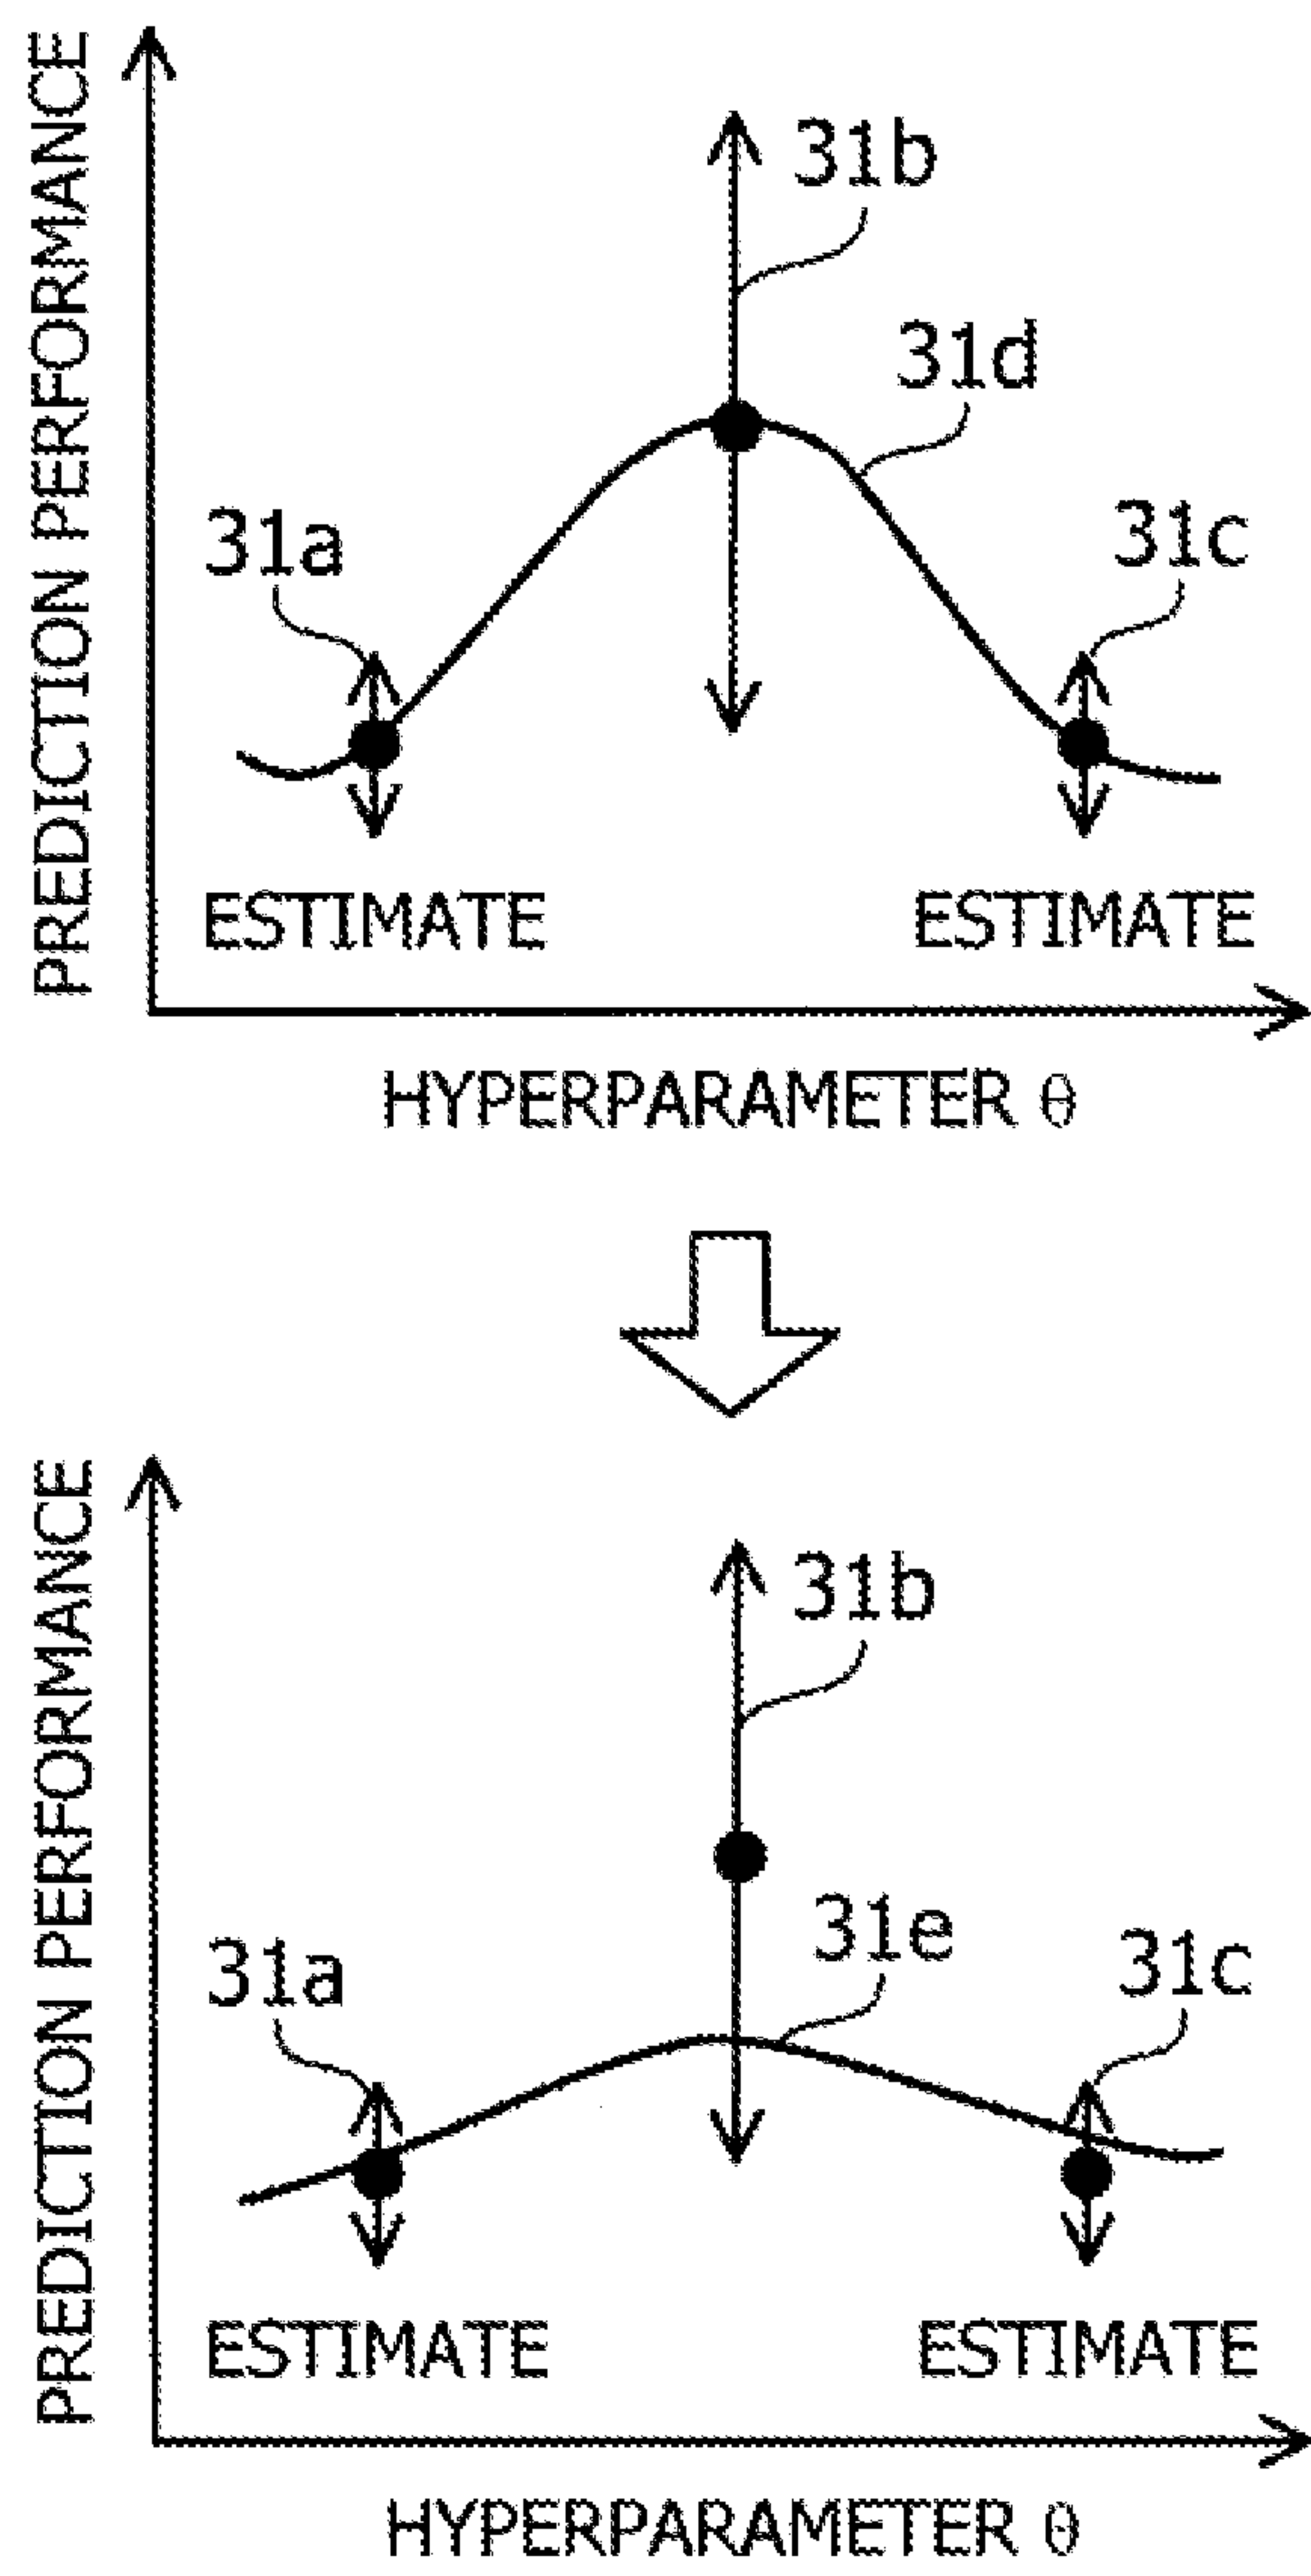 PREDICTION PERFORMANCE
31b
31d
31a
31c
ESTIMATE
ESTIMATE
HYPERPARAMETER θ
PREDICTION PERFORMANCE
31b
31e
31a
31c
ESTIMATE
ESTIMATE
HYPERPARAMETER θ